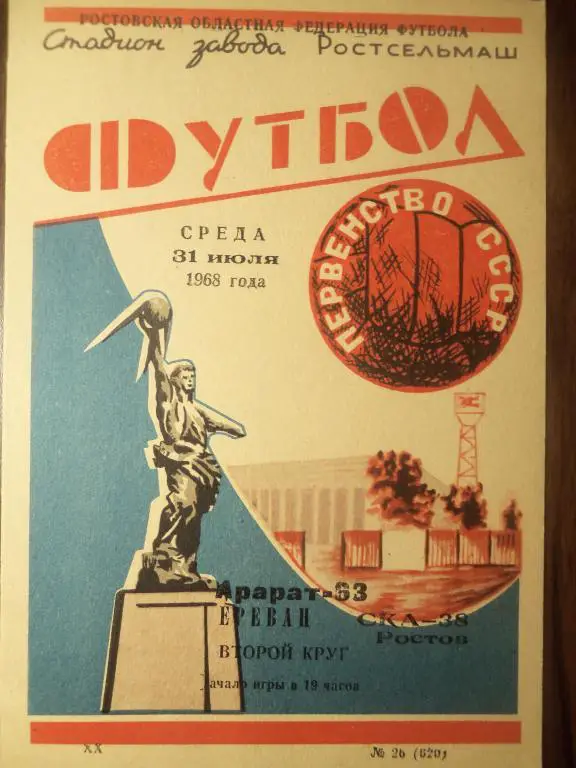 РОСТОВСКАЯ ОБЛАСТНАЯ ФЕДЕРАЦИЯ ФУТБОЛА
Стадион завода РОСТСЕЛЬМАШ
ФУТБОЛ
СРЕДА
31 ИЮЛЯ
1968 года
ПЕРВЕНСТВО СССР
Арарат-63
ЕРЕВАН
СКА-38
Ростов
ВТОРОЙ КРУГ
Начало игры в 19 часов
XX
№ 26 (620)